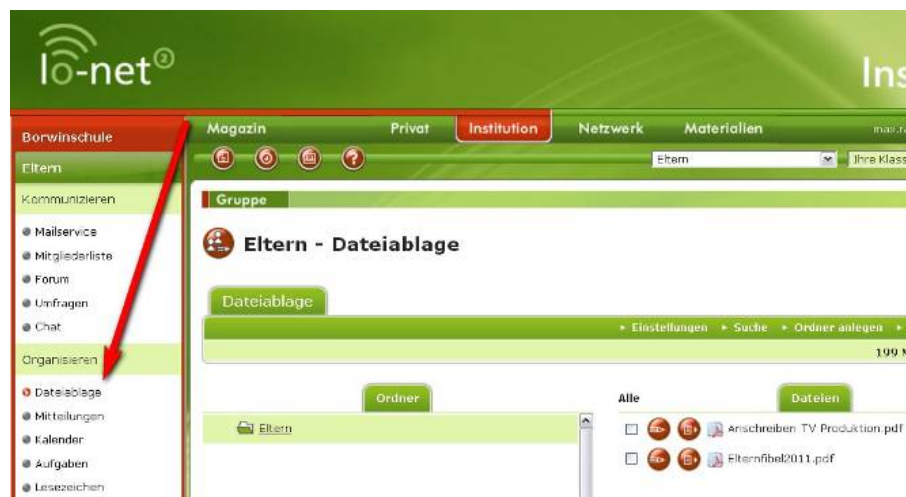 lo-net²
Ins
Borwinschule
Magazin Privat Institution Netzwerk Materialien
Eltern
Eltern Ihre Klass
Kommunizieren
Gruppe
Mailservice
Mitgliederliste
Forum
Umfragen
Chat
Eltern - Dateiablage
Dateiablage
Einstellungen Suche Ordner anlegen
199 M
Organisieren
Dateiablage
Mitteilungen
Kalender
Aufgaben
Lesezeichen
Ordner
Eltern
Alle Dateien
Anschreiben TV Produktion.pdf
Elternfibel2011.pdf